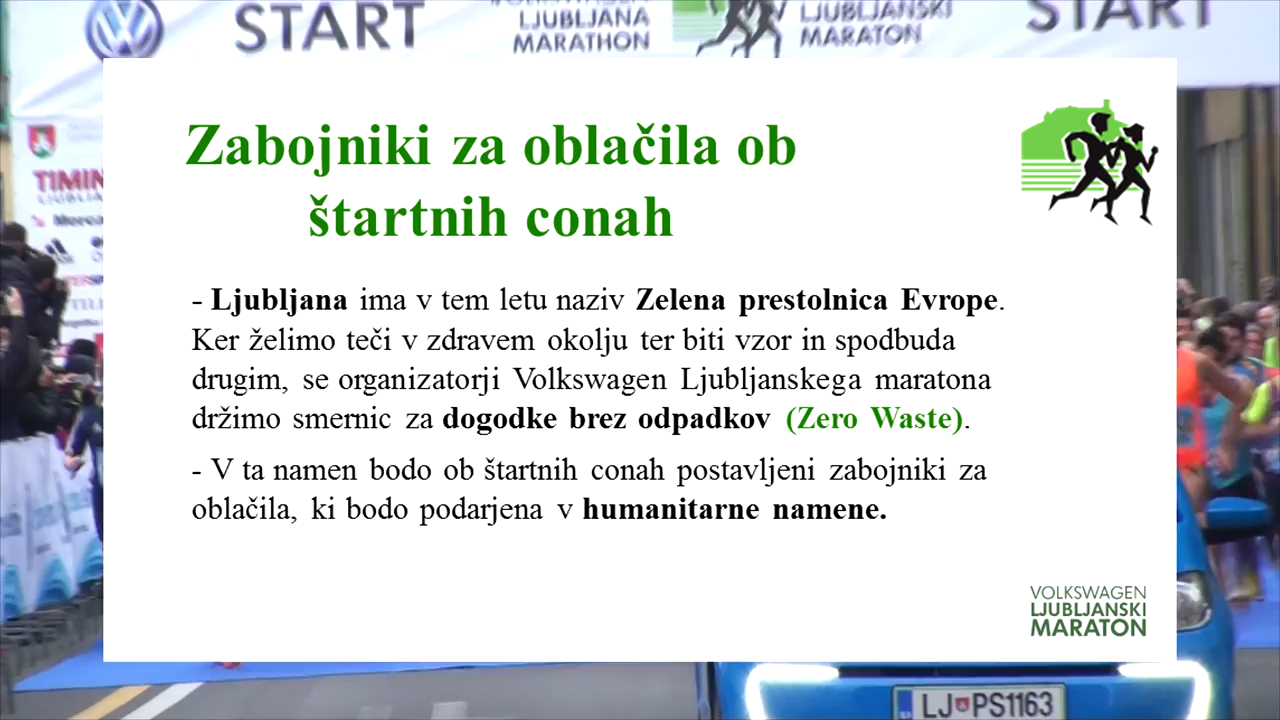 START
LJUBLJANA
MARATHON
LJUBLJANSKI
MARATON
START
TIMIN
Zabojniki za oblačila ob
štartnih conah
- Ljubljana ima v tem letu naziv Zelena prestolnica Evrope.
Ker želimo teči v zdravem okolju ter biti vzor in spodbuda
drugim, se organizatorji Volkswagen Ljubljanskega maratona
držimo smernic za dogodke brez odpadkov (Zero Waste).
- V ta namen bodo ob štartnih conah postavljeni zabojniki za
oblačila, ki bodo podarjena v humanitarne namene.
VOLKSWAGEN
LJUBLJANSKI
MARATON
LJ PS1163